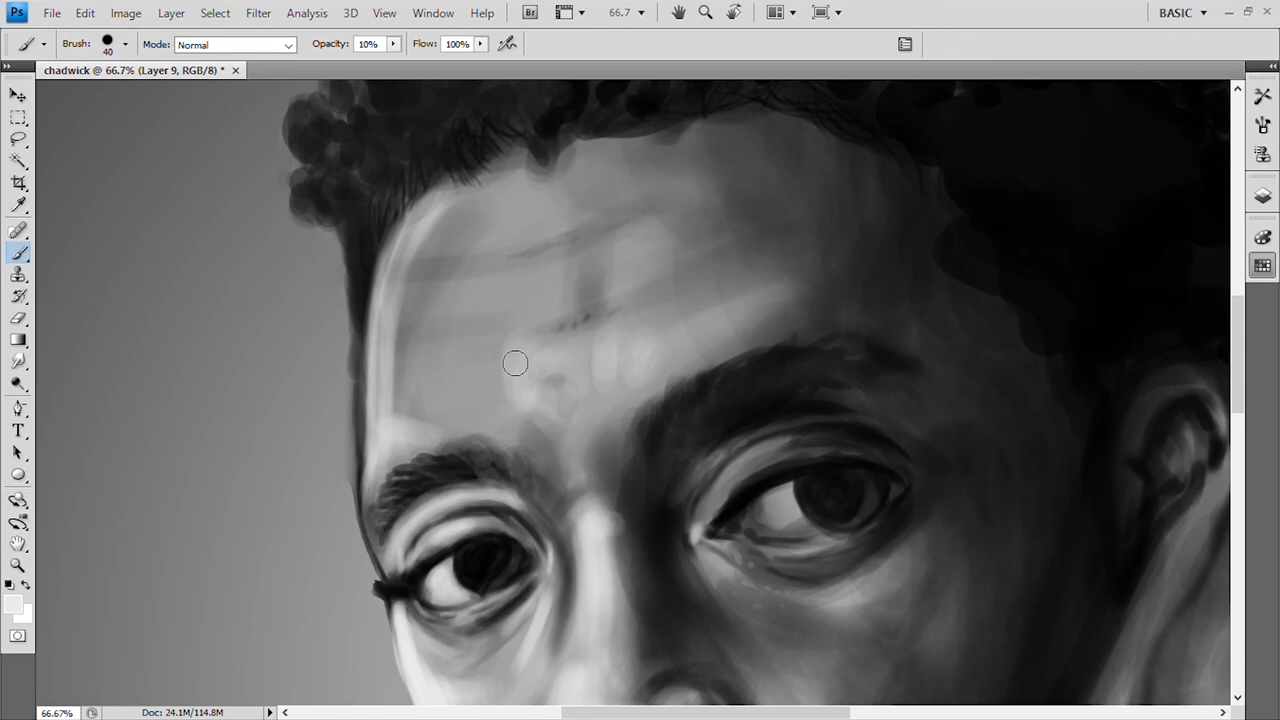 Ps File Edit Image Layer Select Filter Analysis 3D View Window Help Br 66.7 BASIC
Brush: 40 Mode: Normal Opacity: 10% Flow: 100%
chadwick @ 66.7% (Layer 9, RGB/8) *
T
66.67% Doc: 24.1M/114.8M